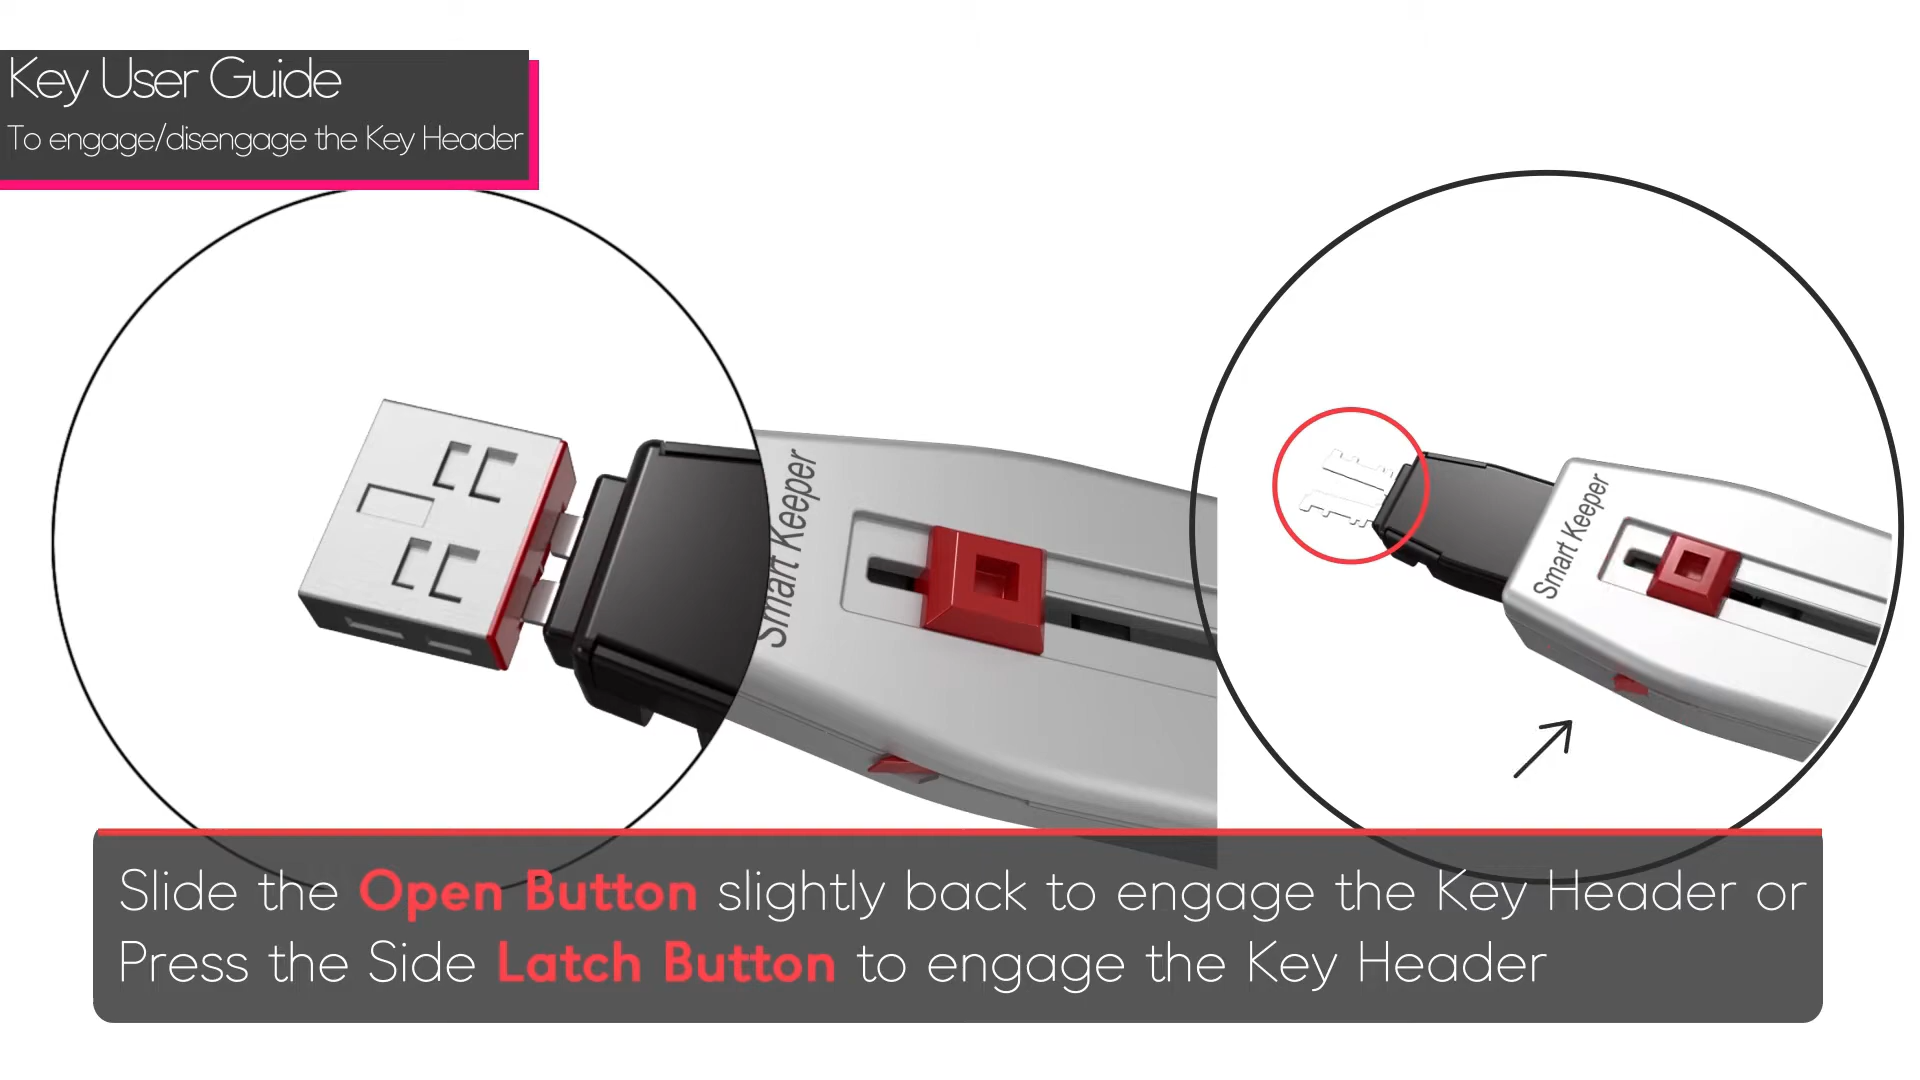 Key User Guide
To engage/disengage the Key Header
Smart Keeper
Smart Keeper
Slide the Open Button slightly back to engage the Key Header or
Press the Side Latch Button to engage the Key Header